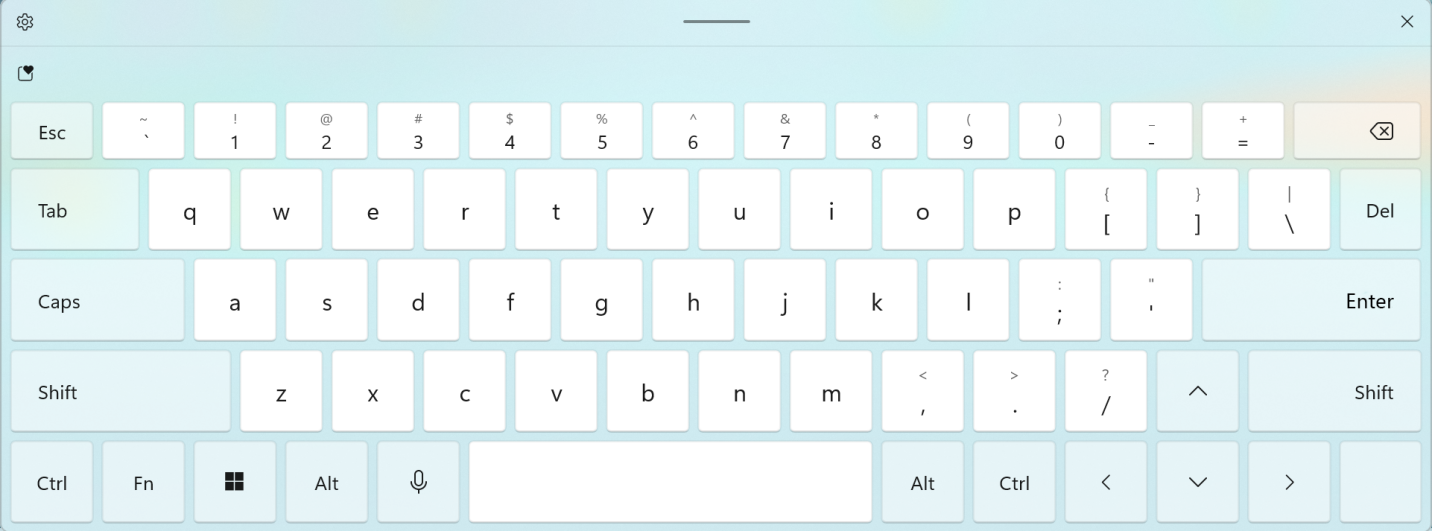 Esc ~ ` ! 1 @ 2 # 3 $ 4 % 5 ^ 6 & 7 * 8 ( 9 ) 0 _ - + =
Tab q w e r t y u i o p { [ } ] | \ Del
Caps a s d f g h j k l : ; " ' Enter
Shift z x c v b n m < , > . ? / Shift
Ctrl Fn Alt Alt Ctrl